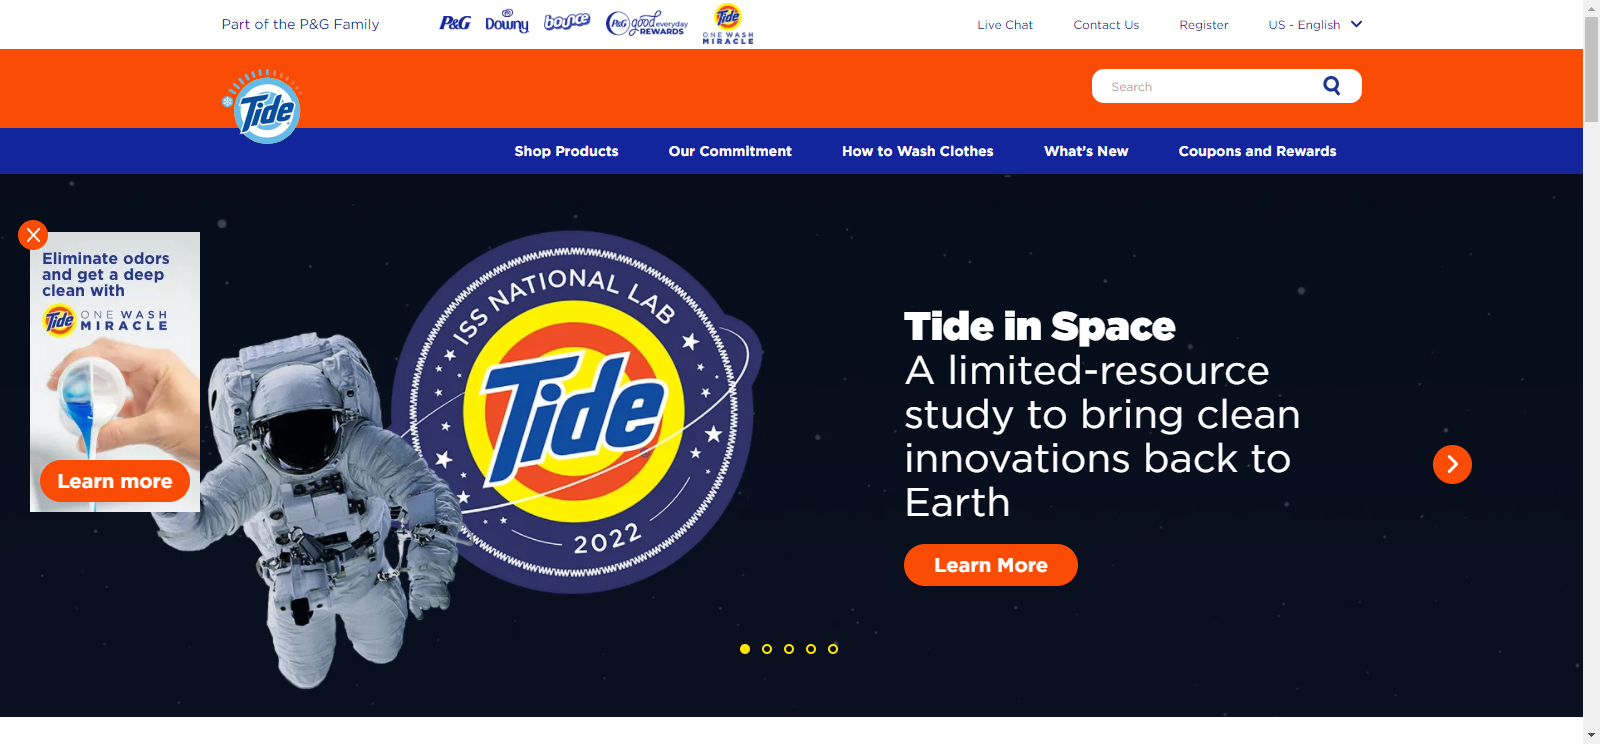 Part of the P&G Family
P&G
Downy
bounce
P&G good everyday
REWARDS
Tide
ONE WASH
MIRACLE
Live Chat
Contact Us
Register
US - English
Tide
Search
Shop Products
Our Commitment
How to Wash Clothes
What's New
Coupons and Rewards
Eliminate odors
and get a deep
clean with
Tide ONE WASH
MIRACLE
Learn more
ISS NATIONAL LAB
Tide
2022
Tide in Space
A limited-resource
study to bring clean
innovations back to
Earth
Learn More